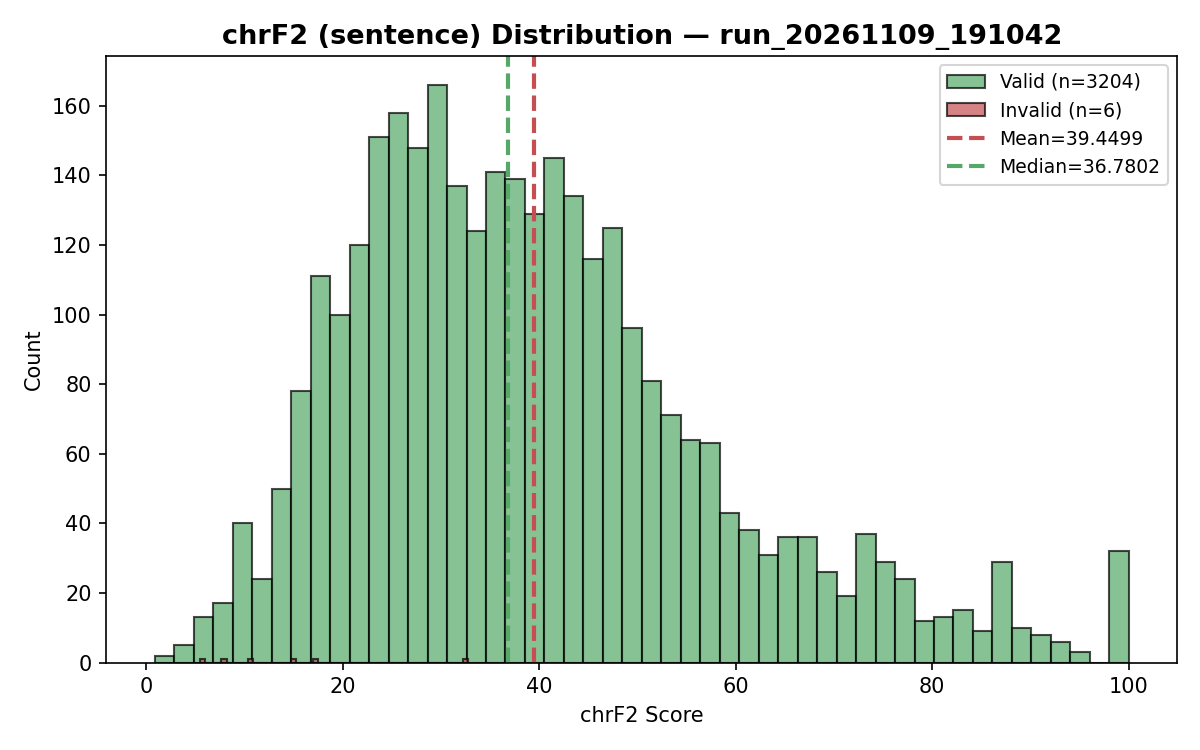 chrF2 (sentence) Distribution — run_20261109_191042
Valid (n=3204)
Invalid (n=6)
Mean=39.4499
Median=36.7802
Count
160
140
120
100
80
60
40
20
0
0 20 40 60 80 100
chrF2 Score